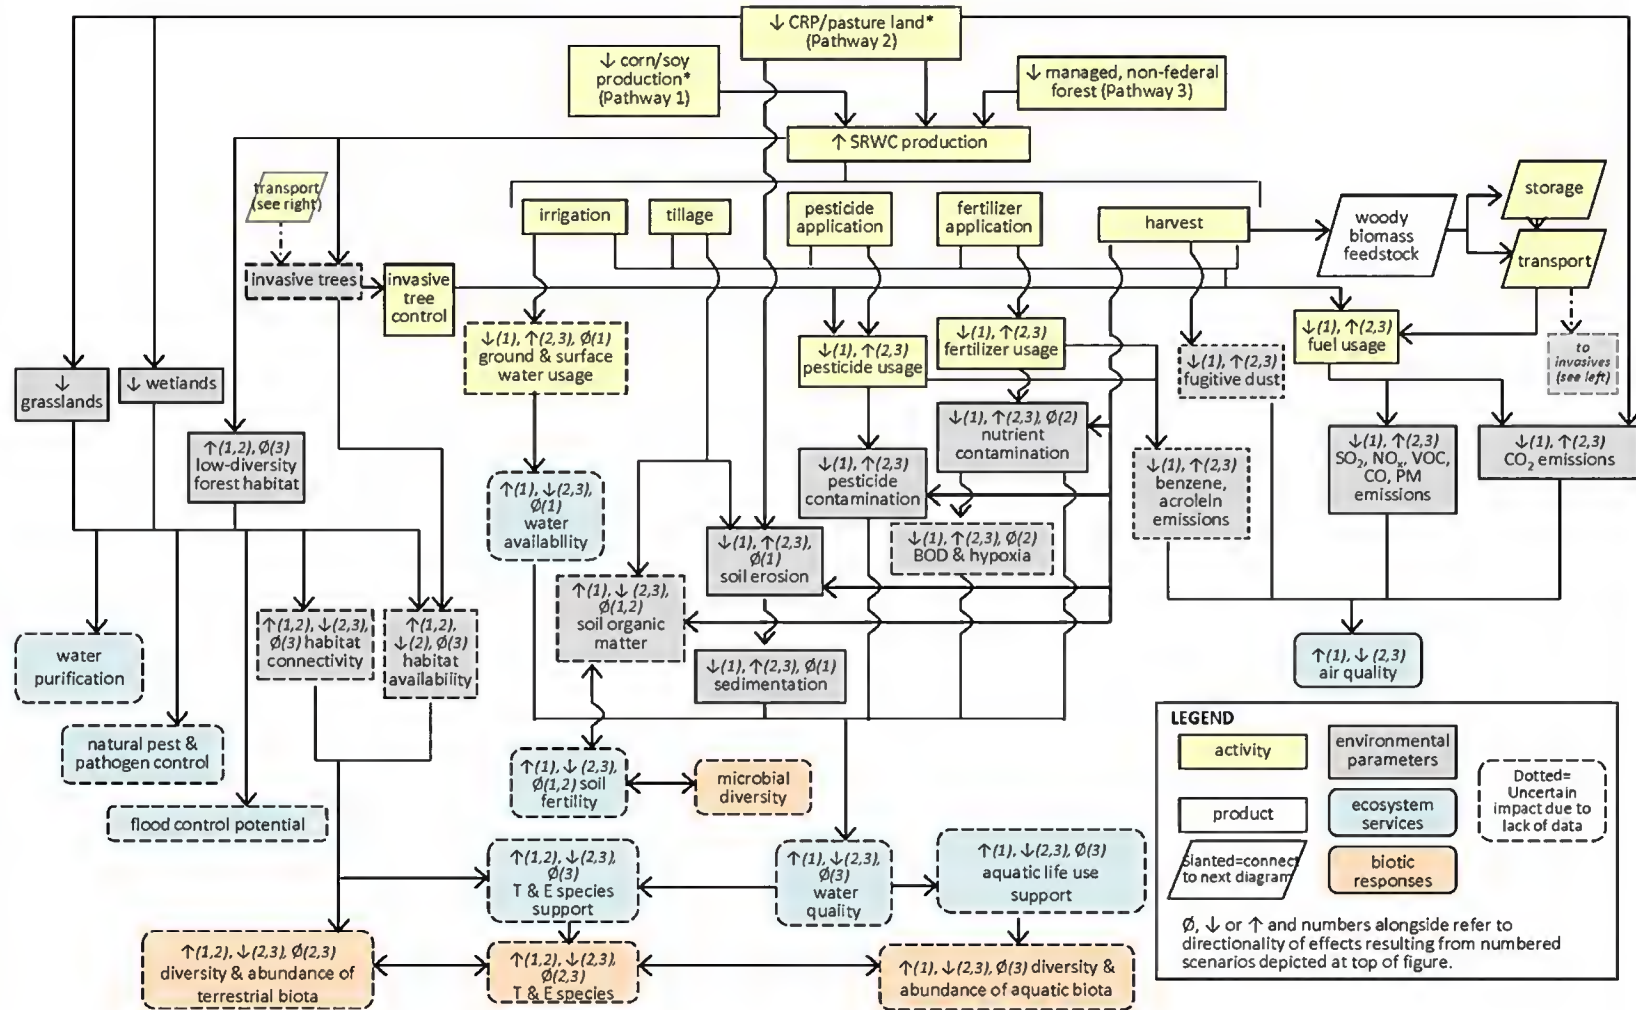 ↓ CRP/pasture land*
(Pathway 2)
↓ corn/soy
production*
(Pathway 1)
↓ managed, non-federal
forest (Pathway 3)
↑ SRWC production
transport
(see right)
irrigation
tillage
pesticide
application
fertilizer
application
harvest
woody
biomass
feedstock
storage
transport
invasive trees
invasive
tree
control
↓(1), ↑(2,3), Ø(1)
ground & surface
water usage
↓(1), ↑(2,3)
pesticide usage
↓(1), ↑(2,3)
fertilizer usage
↓(1), ↑(2,3)
fugitive dust
↓(1), ↑(2,3)
fuel usage
to
invasives
(see left)
↓
grasslands
↓ wetlands
↑(1,2), Ø(3)
low-diversity
forest habitat
↑(1), ↓(2,3),
Ø(1)
water
availability
↓(1), ↑(2,3)
pesticide
contamination
↓(1), ↑(2,3), Ø(2)
nutrient
contamination
↓(1), ↑(2,3)
benzene,
acrolein
emissions
↓(1), ↑(2,3)
SO₂, NOₓ, VOC,
CO, PM
emissions
↓(1), ↑(2,3)
CO₂ emissions
↓(1), ↑(2,3),
Ø(1)
soil erosion
↓(1), ↑(2,3), Ø(2)
BOD & hypoxia
↑(1), ↓(2,3),
Ø(1,2)
soil organic
matter
↑(1,2), ↓(2,3),
Ø(3) habitat
connectivity
↑(1,2),
↓(2), Ø(3)
habitat
availability
water
purification
↓(1), ↑(2,3), Ø(1)
sedimentation
↑(1), ↓(2,3)
air quality
natural pest &
pathogen control
flood control potential
↑(1), ↓(2,3),
Ø(1,2) soil
fertility
microbial
diversity
↑(1,2), ↓(2,3),
Ø(3)
T & E species
support
↑(1), ↓(2,3),
Ø(3)
water
quality
↑(1), ↓(2,3), Ø(3)
aquatic life use
support
↑(1,2), ↓(2,3), Ø(2,3)
diversity & abundance of
terrestrial biota
↑(1,2), ↓(2,3),
Ø(2,3)
T & E species
↑(1), ↓(2,3), Ø(3) diversity &
abundance of aquatic biota
LEGEND
activity
environmental
parameters
product
ecosystem
services
Slanted=connect
to next diagram
biotic
responses
Dotted=
Uncertain
impact due to
lack of data
Ø, ↓ or ↑ and numbers alongside refer to
directionality of effects resulting from numbered
scenarios depicted at top of figure.